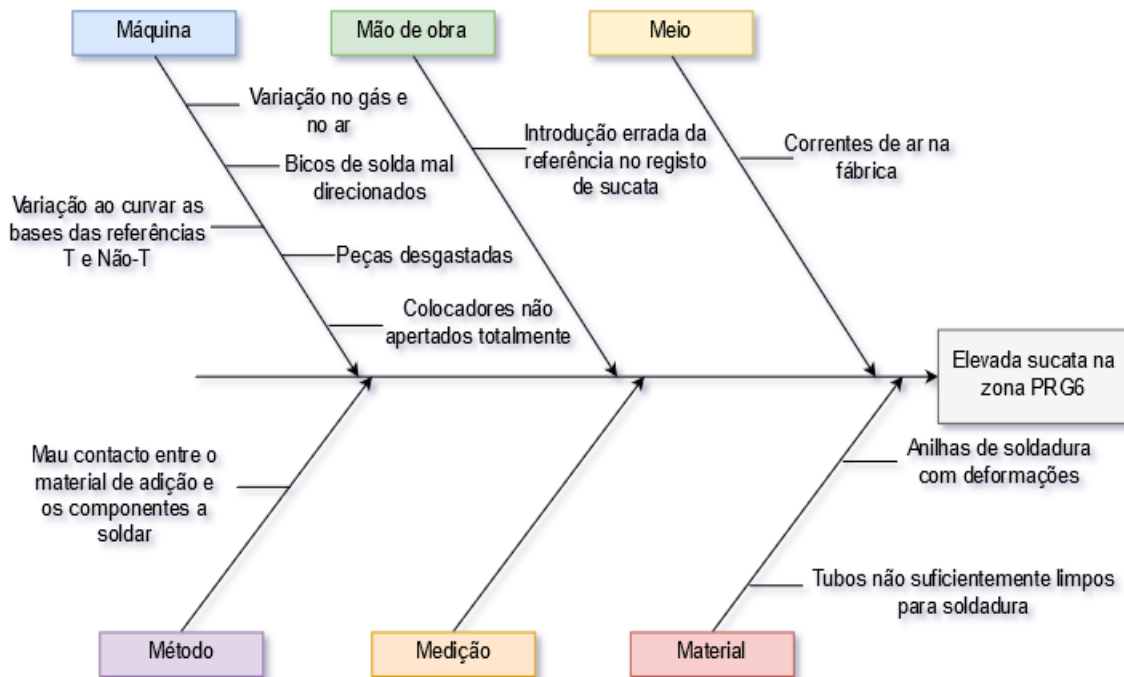 Máquina
Mão de obra
Meio
Variação no gás e
no ar
Bicos de solda mal
direcionados
Variação ao curvar as
bases das referências
T e Não-T
Peças desgastadas
Colocadores não
apertados totalmente
Introdução errada da
referência no registo
de sucata
Correntes de ar na
fábrica
Elevada sucata na
zona PRG6
Mau contacto entre o
material de adição e
os componentes a
soldar
Anilhas de soldadura
com deformações
Tubos não suficientemente limpos
para soldadura
Método
Medição
Material